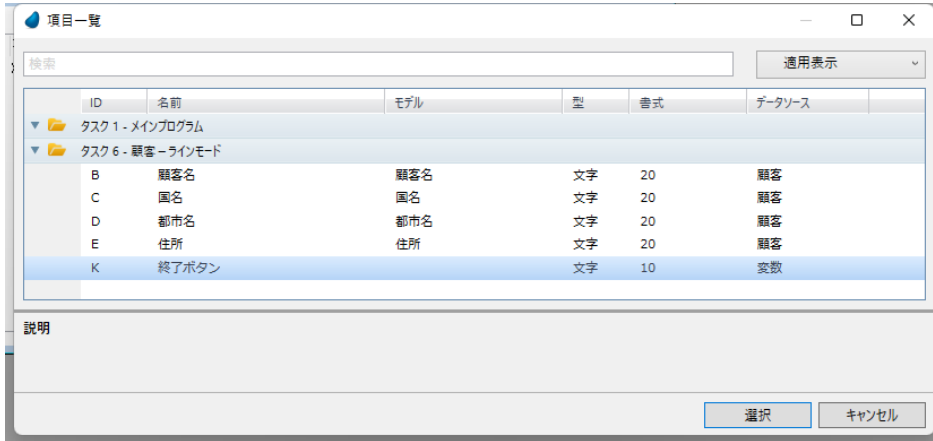 項目一覧
検索
適用表示
ID 名前 モデル 型 書式 データソース
タスク 1 - メインプログラム
タスク 6 - 顧客 – ラインモード
B 顧客名 顧客名 文字 20 顧客
C 国名 国名 文字 20 顧客
D 都市名 都市名 文字 20 顧客
E 住所 住所 文字 20 顧客
K 終了ボタン 文字 10 変数
説明
選択 キャンセル